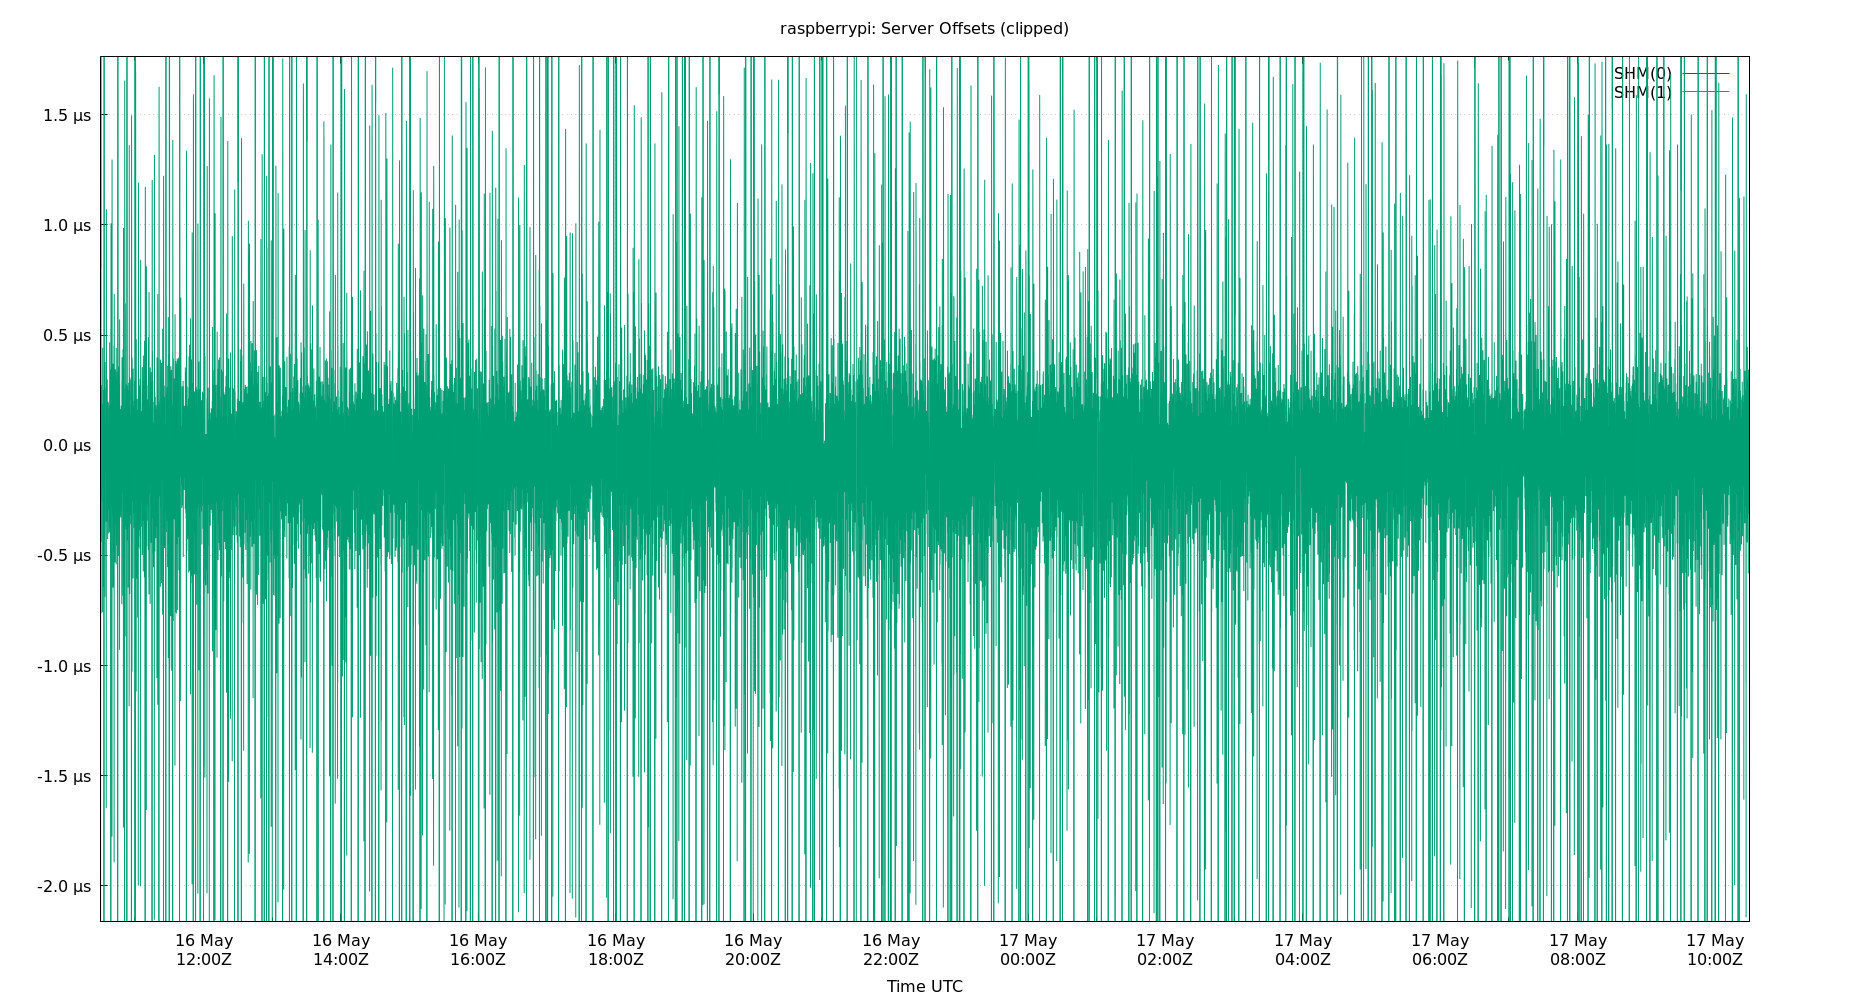 raspberrypi: Server Offsets (clipped)
SHM(0)
SHM(1)
1.5 µs
1.0 µs
0.5 µs
0.0 µs
-0.5 µs
-1.0 µs
-1.5 µs
-2.0 µs
16 May 16 May 16 May 16 May 16 May 16 May 17 May 17 May 17 May 17 May 17 May 17 May
12:00Z 14:00Z 16:00Z 18:00Z 20:00Z 22:00Z 00:00Z 02:00Z 04:00Z 06:00Z 08:00Z 10:00Z
Time UTC